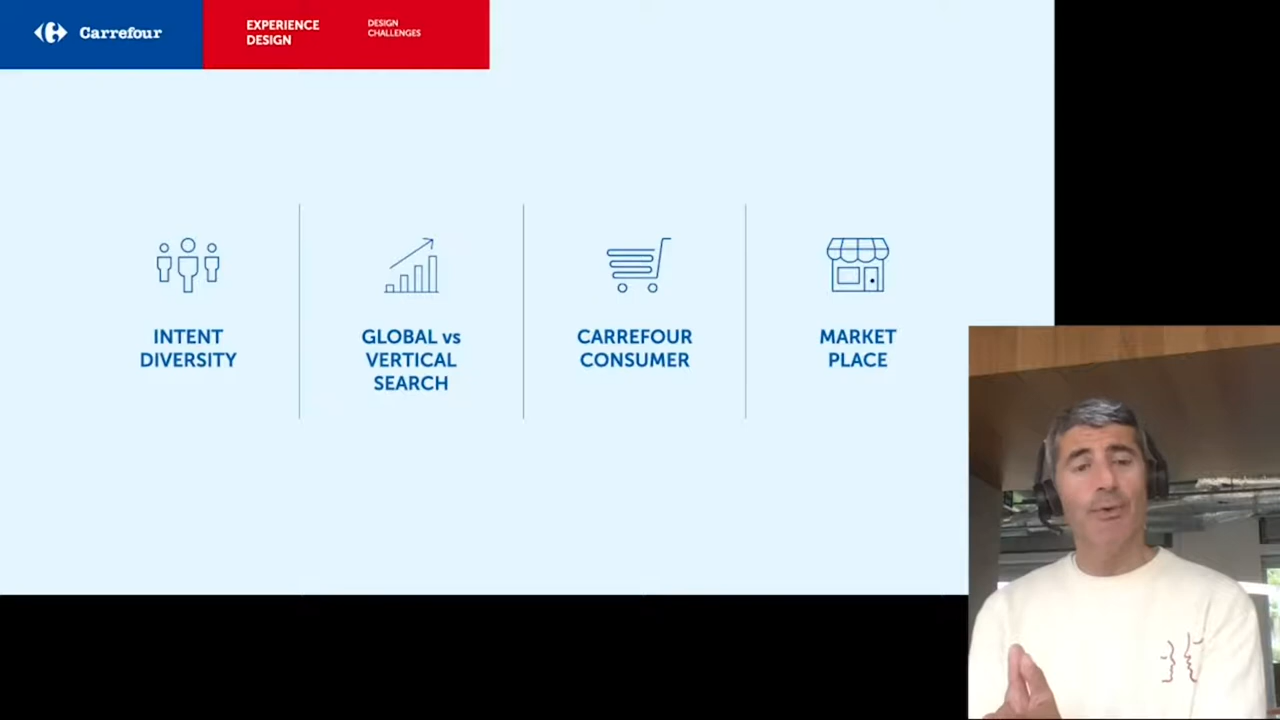 Carrefour
EXPERIENCE
DESIGN
DESIGN
CHALLENGES
INTENT
DIVERSITY
GLOBAL vs
VERTICAL
SEARCH
CARREFOUR
CONSUMER
MARKET
PLACE